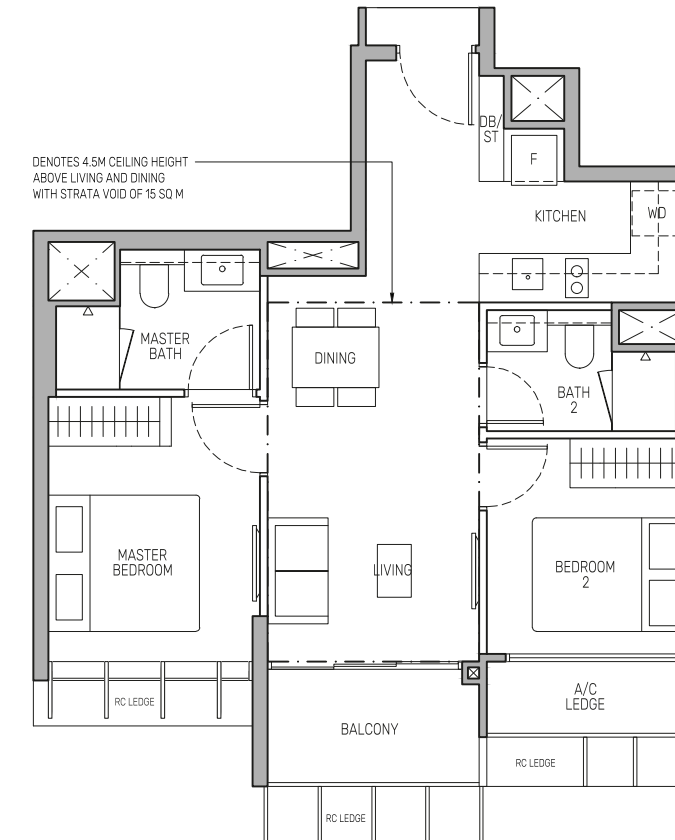 DB/
ST
F
DENOTES 4.5M CEILING HEIGHT
ABOVE LIVING AND DINING
WITH STRATA VOID OF 15 SQ M
KITCHEN
WD
MASTER
BATH
DINING
BATH
2
MASTER
BEDROOM
LIVING
BEDROOM
2
RC LEDGE
A/C
LEDGE
BALCONY
RC LEDGE
RC LEDGE